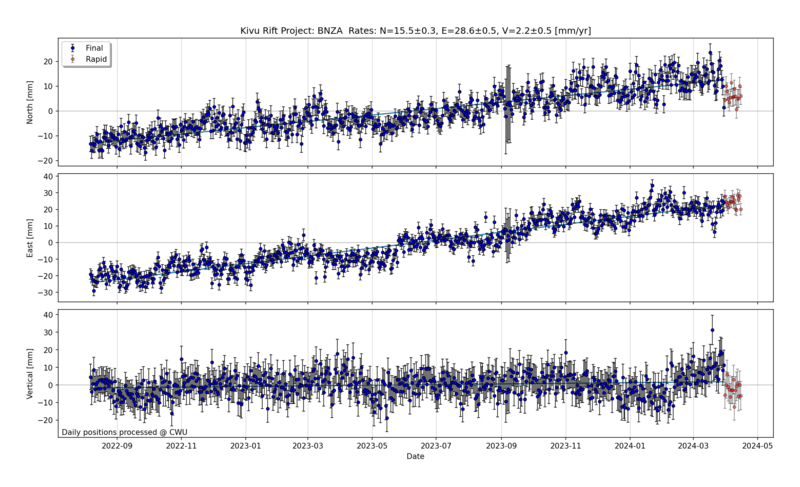 Kivu Rift Project: BNZA Rates: N=15.5±0.3, E=28.6±0.5, V=2.2±0.5 [mm/yr]
Final
Rapid
North [mm]
20
10
0
−10
−20
East [mm]
40
30
20
10
0
−10
−20
−30
Vertical [mm]
40
30
20
10
0
−10
−20
Daily positions processed @ CWU
2022-09 2022-11 2023-01 2023-03 2023-05 2023-07 2023-09 2023-11 2024-01 2024-03 2024-05
Date